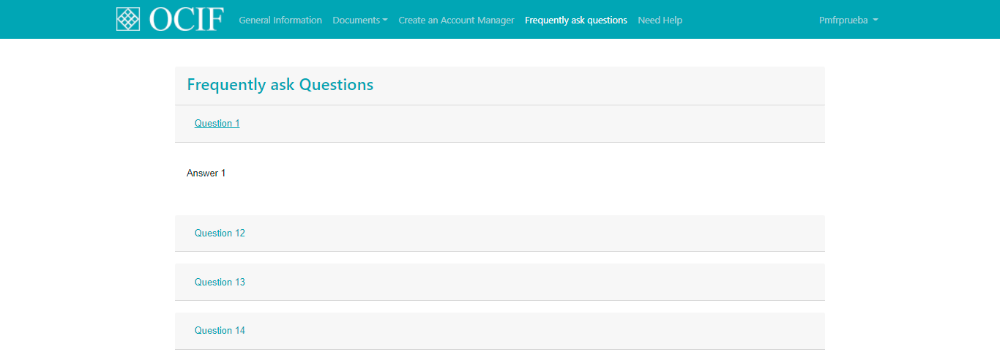 OCIF General Information Documents Create an Account Manager Frequently ask questions Need Help Pmfrprueba
Frequently ask Questions
Question 1
Answer 1
Question 12
Question 13
Question 14